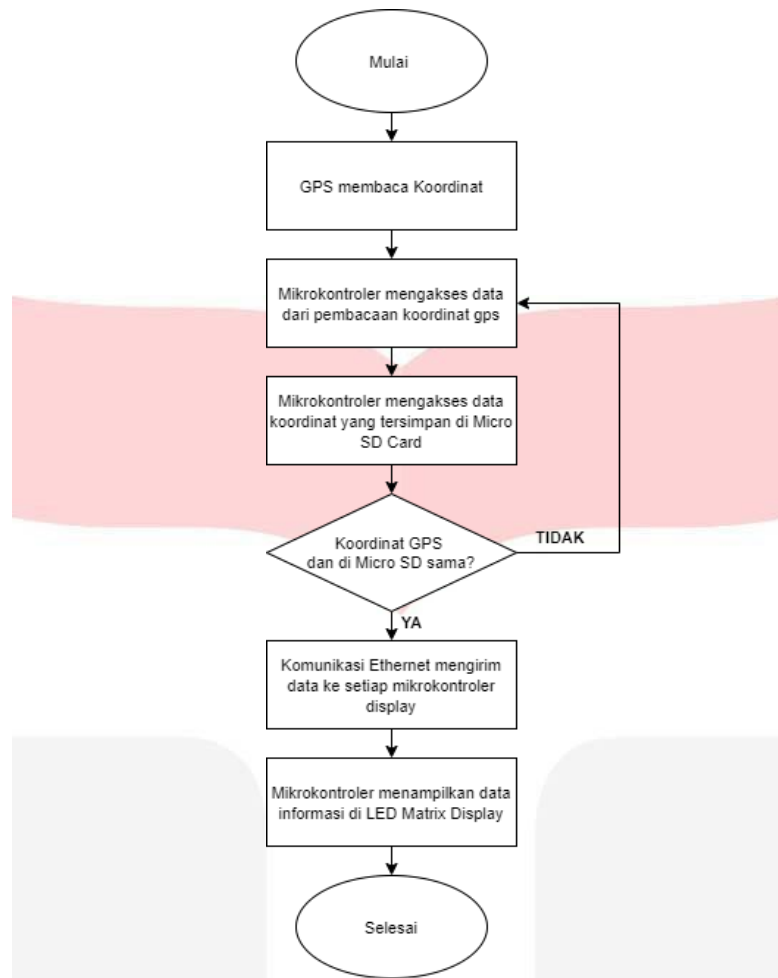 Mulai
GPS membaca Koordinat
Mikrokontroler mengakses data
dari pembacaan koordinat gps
Mikrokontroler mengakses data
koordinat yang tersimpan di Micro
SD Card
Koordinat GPS
dan di Micro SD sama?
TIDAK
YA
Komunikasi Ethernet mengirim
data ke setiap mikrokontroler
display
Mikrokontroler menampilkan data
informasi di LED Matrix Display
Selesai